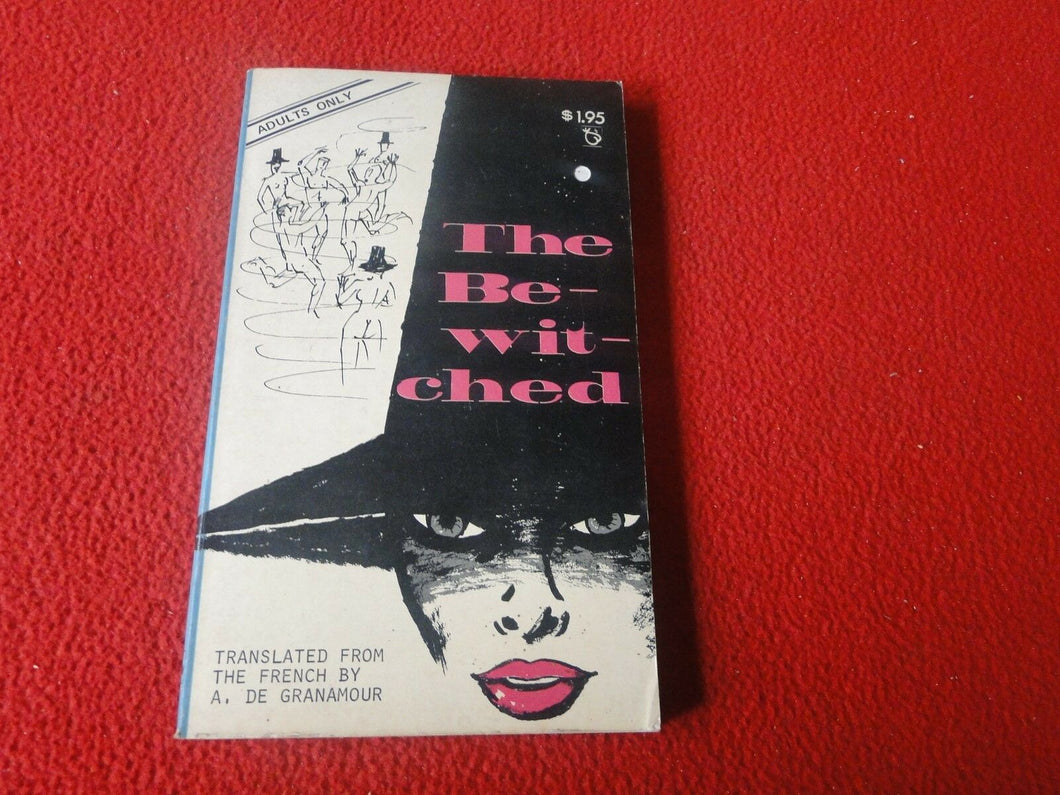 ADULTS ONLY
$1.95
The
Be-
wit-
ched
TRANSLATED FROM
THE FRENCH BY
A. DE GRANAMOUR